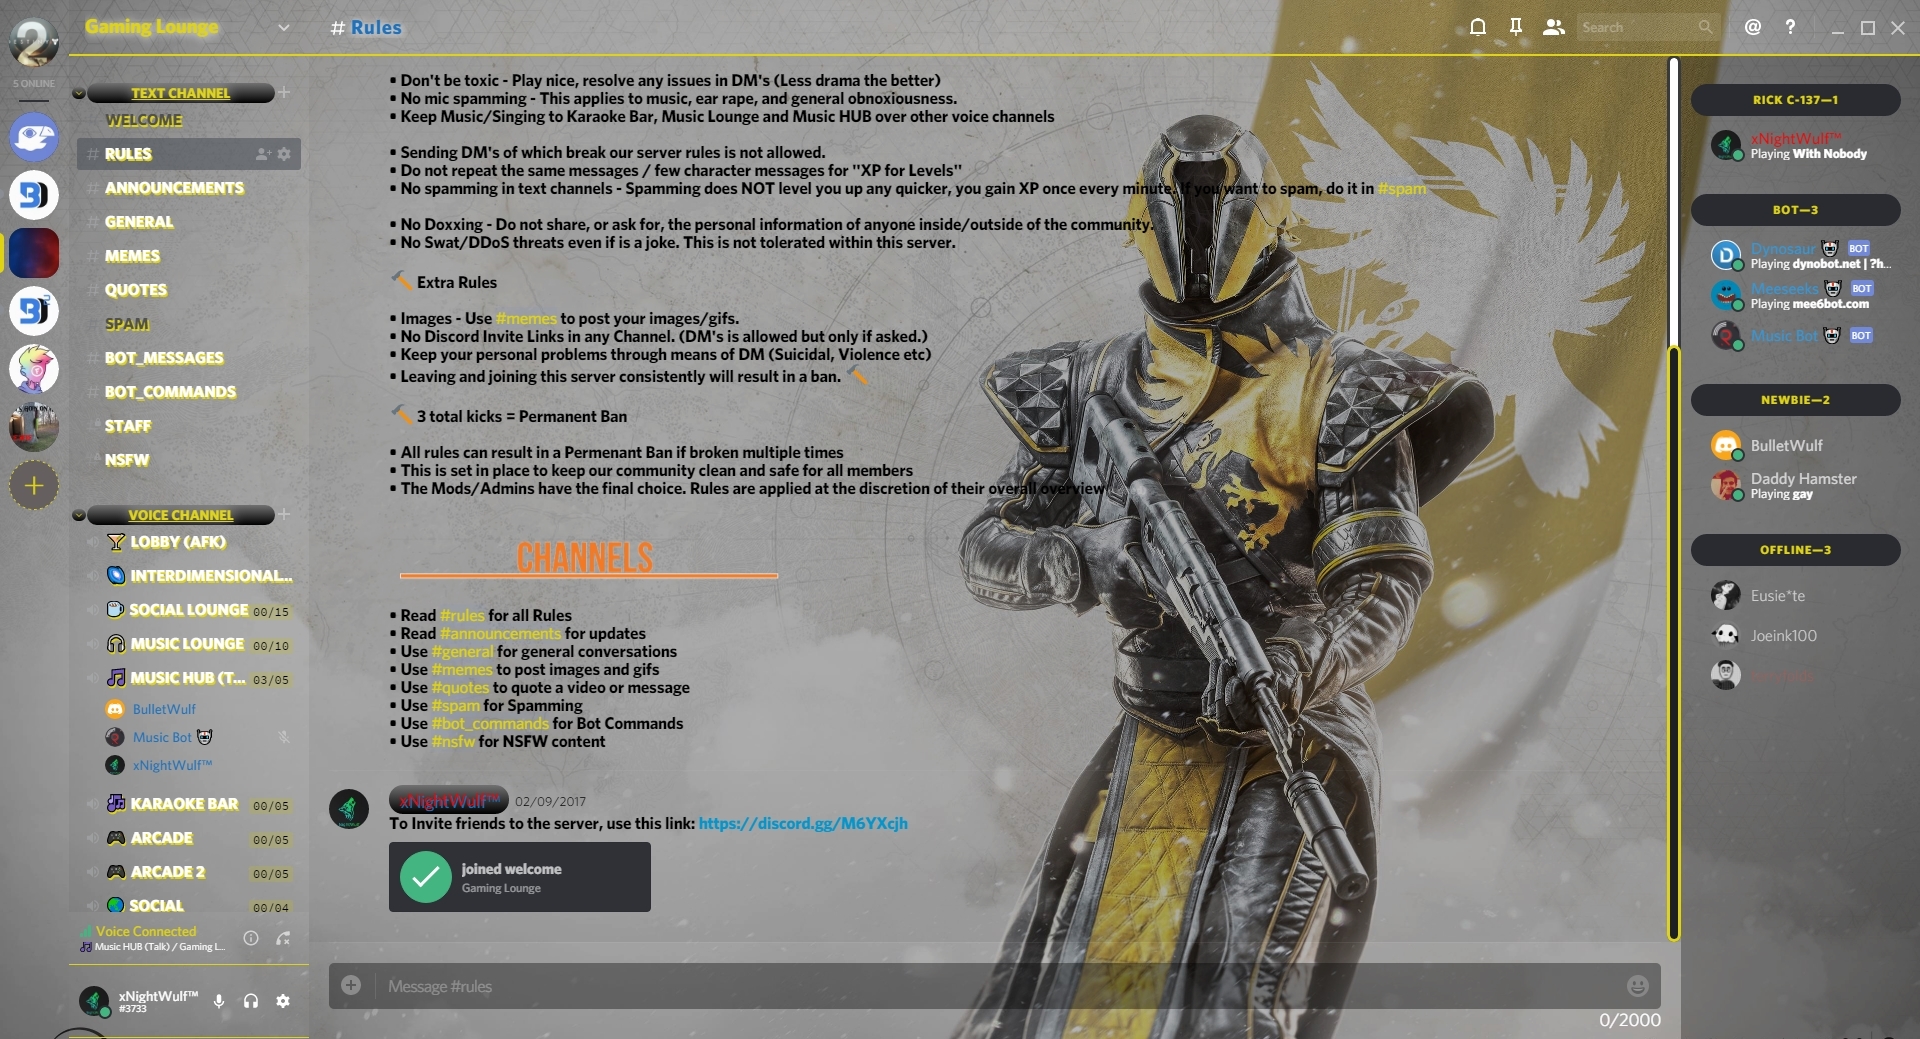 Gaming Lounge
# Rules
Search
@
?
5 ONLINE
TEXT CHANNEL
WELCOME
# RULES
# ANNOUNCEMENTS
# GENERAL
# MEMES
# QUOTES
SPAM
# BOT_MESSAGES
# BOT_COMMANDS
STAFF
NSFW
VOICE CHANNEL
LOBBY (AFK)
INTERDIMENSIONAL...
SOCIAL LOUNGE 00/15
MUSIC LOUNGE 00/10
MUSIC HUB (T... 03/05
BulletWulf
Music Bot
xNightWulf™
KARAOKE BAR 00/05
ARCADE 00/05
ARCADE 2 00/05
SOCIAL 00/04
Voice Connected
Music HUB (Talk) / Gaming L...
xNightWulf™
#3733
▪ Don't be toxic - Play nice, resolve any issues in DM's (Less drama the better)
▪ No mic spamming - This applies to music, ear rape, and general obnoxiousness.
▪ Keep Music/Singing to Karaoke Bar, Music Lounge and Music HUB over other voice channels
▪ Sending DM's of which break our server rules is not allowed.
▪ Do not repeat the same messages / few character messages for "XP for Levels"
▪ No spamming in text channels - Spamming does NOT level you up any quicker, you gain XP once every minute. If you want to spam, do it in #spam
▪ No Doxxing - Do not share, or ask for, the personal information of anyone inside/outside of the community.
▪ No Swat/DDoS threats even if is a joke. This is not tolerated within this server.
Extra Rules
▪ Images - Use #memes to post your images/gifs.
▪ No Discord Invite Links in any Channel. (DM's is allowed but only if asked.)
▪ Keep your personal problems through means of DM (Suicidal, Violence etc)
▪ Leaving and joining this server consistently will result in a ban.
3 total kicks = Permanent Ban
▪ All rules can result in a Permenant Ban if broken multiple times
▪ This is set in place to keep our community clean and safe for all members
▪ The Mods/Admins have the final choice. Rules are applied at the discretion of their overall overview
CHANNELS
▪ Read #rules for all Rules
▪ Read #announcements for updates
▪ Use #general for general conversations
▪ Use #memes to post images and gifs
▪ Use #quotes to quote a video or message
▪ Use #spam for Spamming
▪ Use #bot_commands for Bot Commands
▪ Use #nsfw for NSFW content
xNightWulf™ 02/09/2017
To Invite friends to the server, use this link: https://discord.gg/M6YXcjh
joined welcome
Gaming Lounge
Message #rules
0/2000
RICK C-137—1
xNightWulf™
Playing With Nobody
BOT—3
Dynosaur BOT
Playing dynobot.net | ?h...
Meeseeks BOT
Playing mee6bot.com
Music Bot BOT
NEWBIE—2
BulletWulf
Daddy Hamster
Playing gay
OFFLINE—3
Eusie*te
Joeink100